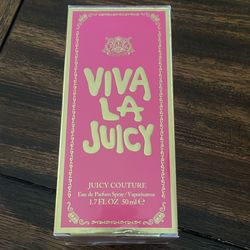 VIVA
LA
JUICY
JUICY COUTURE
Eau de Parfum Spray / Vaporisateur
1.7 FL OZ 50 ml ℮